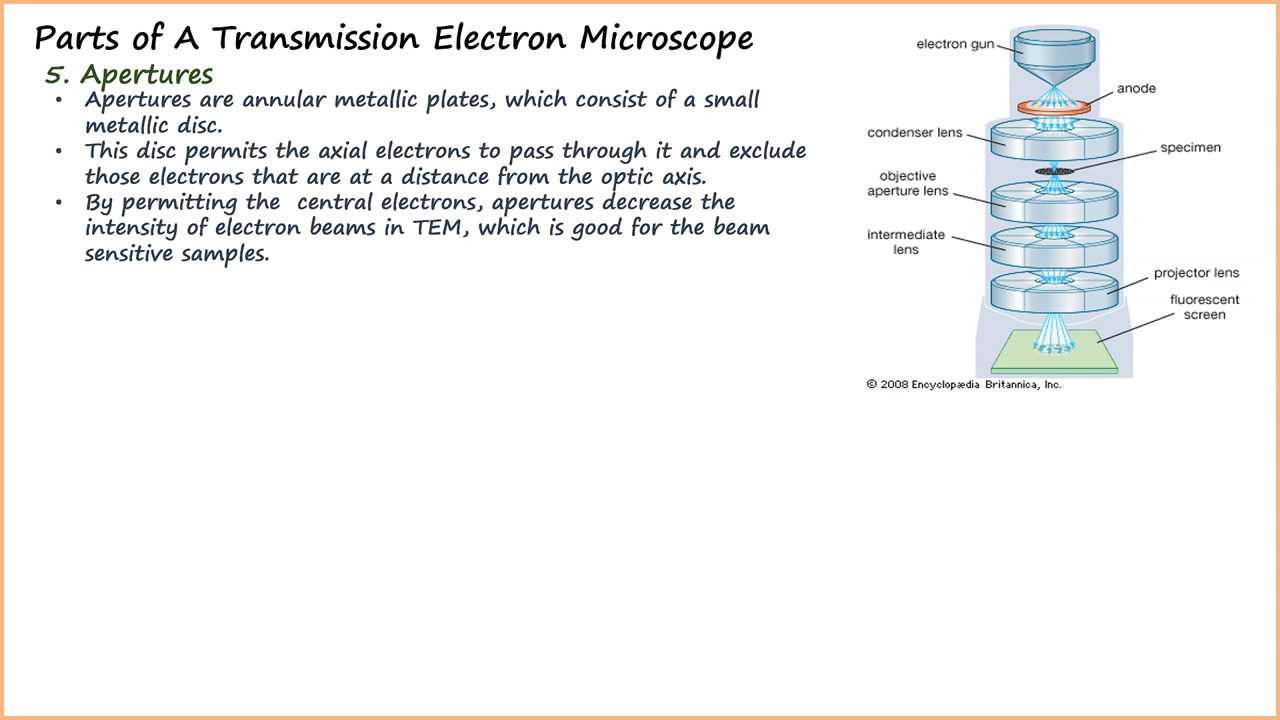 Parts of A Transmission Electron Microscope
5. Apertures
• Apertures are annular metallic plates, which consist of a small
metallic disc.
• This disc permits the axial electrons to pass through it and exclude
those electrons that are at a distance from the optic axis.
• By permitting the  central electrons, apertures decrease the
intensity of electron beams in TEM, which is good for the beam
sensitive samples.
electron gun
anode
condenser lens
specimen
objective
aperture lens
intermediate
lens
projector lens
fluorescent
screen
© 2008 Encyclopædia Britannica, Inc.